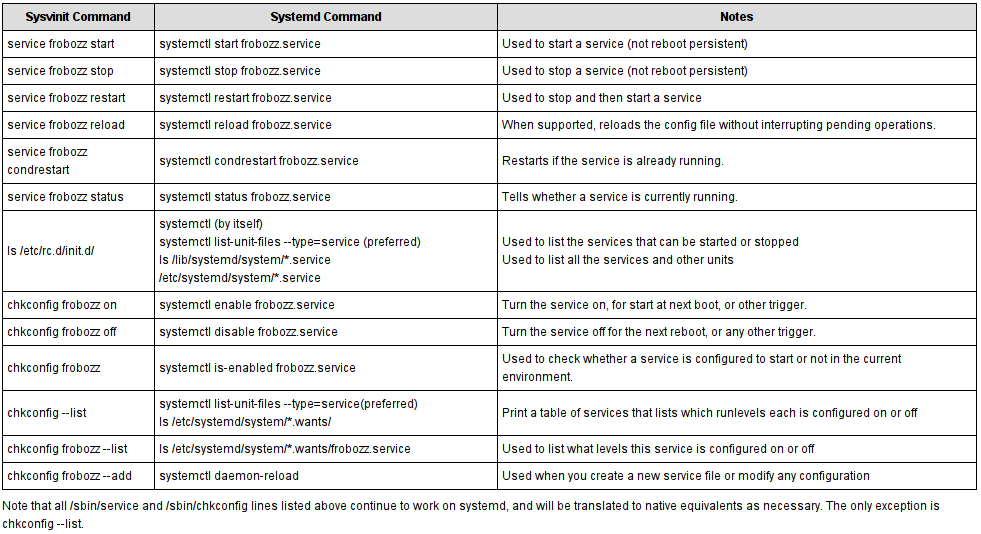 Sysvinit Command Systemd Command Notes
service frobozz start systemctl start frobozz.service Used to start a service (not reboot persistent)
service frobozz stop systemctl stop frobozz.service Used to stop a service (not reboot persistent)
service frobozz restart systemctl restart frobozz.service Used to stop and then start a service
service frobozz reload systemctl reload frobozz.service When supported, reloads the config file without interrupting pending operations.
service frobozz
condrestart
systemctl condrestart frobozz.service Restarts if the service is already running.
service frobozz status systemctl status frobozz.service Tells whether a service is currently running.
ls /etc/rc.d/init.d/
systemctl (by itself)
systemctl list-unit-files --type=service (preferred)
ls /lib/systemd/system/*.service
/etc/systemd/system/*.service
Used to list the services that can be started or stopped
Used to list all the services and other units
chkconfig frobozz on systemctl enable frobozz.service Turn the service on, for start at next boot, or other trigger.
chkconfig frobozz off systemctl disable frobozz.service Turn the service off for the next reboot, or any other trigger.
chkconfig frobozz systemctl is-enabled frobozz.service
Used to check whether a service is configured to start or not in the current
environment.
chkconfig --list
systemctl list-unit-files --type=service(preferred)
ls /etc/systemd/system/*.wants/
Print a table of services that lists which runlevels each is configured on or off
chkconfig frobozz --list ls /etc/systemd/system/*.wants/frobozz.service Used to list what levels this service is configured on or off
chkconfig frobozz --add systemctl daemon-reload Used when you create a new service file or modify any configuration
Note that all /sbin/service and /sbin/chkconfig lines listed above continue to work on systemd, and will be translated to native equivalents as necessary. The only exception is
chkconfig --list.